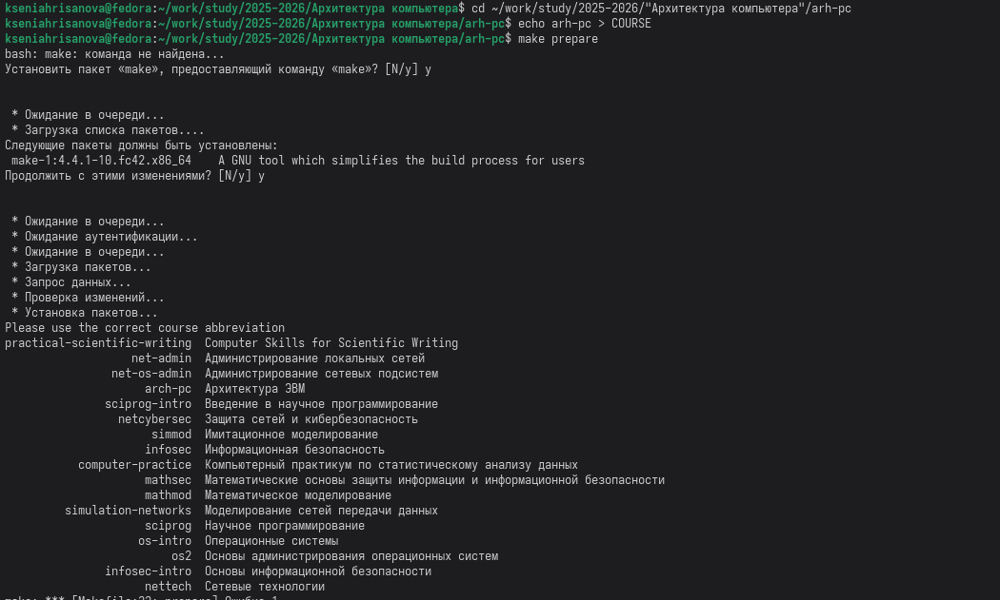 kseniahrisanova@fedora:~/work/study/2025-2026/Архитектура компьютера$ cd ~/work/study/2025-2026/"Архитектура компьютера"/arh-pc
kseniahrisanova@fedora:~/work/study/2025-2026/Архитектура компьютера/arh-pc$ echo arh-pc > COURSE
kseniahrisanova@fedora:~/work/study/2025-2026/Архитектура компьютера/arh-pc$ make prepare
bash: make: команда не найдена...
Установить пакет «make», предоставляющий команду «make»? [N/y] y
* Ожидание в очереди...
* Загрузка списка пакетов....
Следующие пакеты должны быть установлены:
make-1:4.4.1-10.fc42.x86_64    A GNU tool which simplifies the build process for users
Продолжить с этими изменениями? [N/y] y
* Ожидание в очереди...
* Ожидание аутентификации...
* Ожидание в очереди...
* Загрузка пакетов...
* Запрос данных...
* Проверка изменений...
* Установка пакетов...
Please use the correct course abbreviation
practical-scientific-writing  Computer Skills for Scientific Writing
net-admin  Администрирование локальных сетей
net-os-admin  Администрирование сетевых подсистем
arch-pc  Архитектура ЭВМ
sciprog-intro  Введение в научное программирование
netcybersec  Защита сетей и кибербезопасность
simmod  Имитационное моделирование
infosec  Информационная безопасность
computer-practice  Компьютерный практикум по статистическому анализу данных
mathsec  Математические основы защиты информации и информационной безопасности
mathmod  Математическое моделирование
simulation-networks  Моделирование сетей передачи данных
sciprog  Научное программирование
os-intro  Операционные системы
os2  Основы администрирования операционных систем
infosec-intro  Основы информационной безопасности
nettech  Сетевые технологии